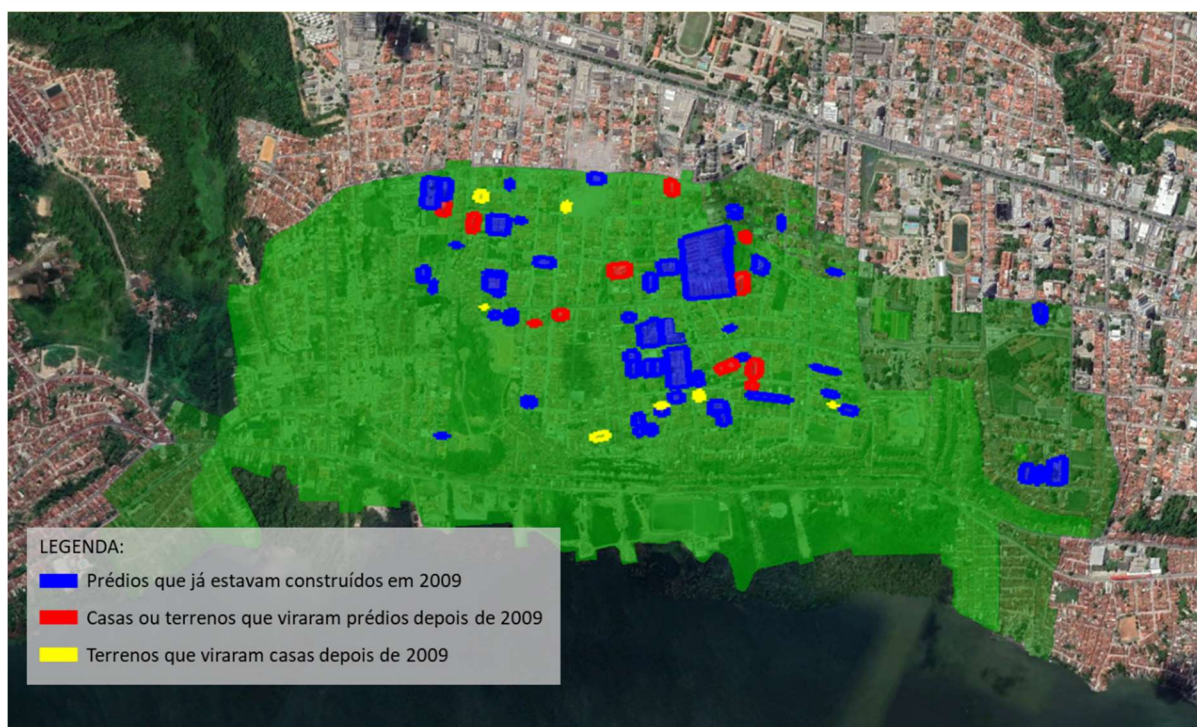 LEGENDA:
Prédios que já estavam construídos em 2009
Casas ou terrenos que viraram prédios depois de 2009
Terrenos que viraram casas depois de 2009